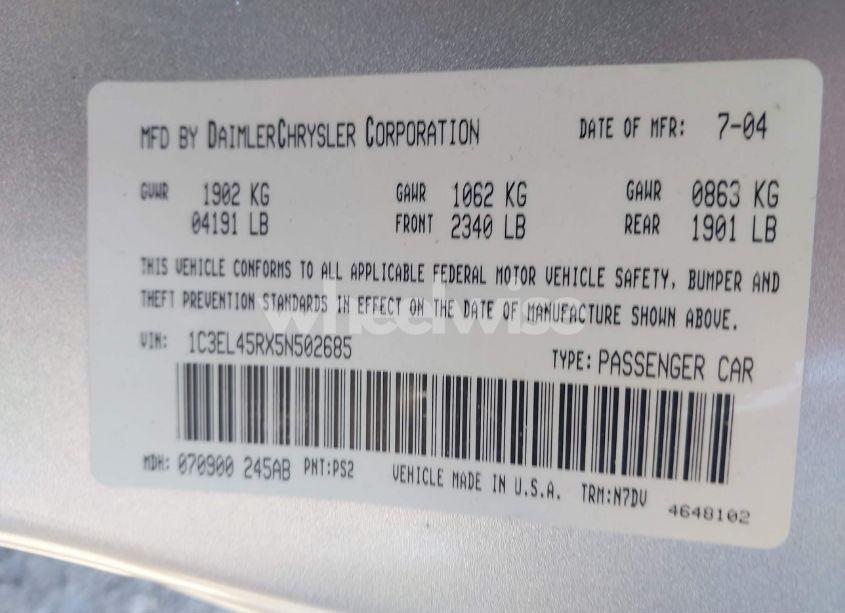 MFD BY DAIMLERCHRYSLER CORPORATION DATE OF MFR: 7-04
GVWR 1902 KG GAWR 1062 KG GAWR 0863 KG
04191 LB FRONT 2340 LB REAR 1901 LB
THIS VEHICLE CONFORMS TO ALL APPLICABLE FEDERAL MOTOR VEHICLE SAFETY, BUMPER AND
THEFT PREVENTION STANDARDS IN EFFECT ON THE DATE OF MANUFACTURE SHOWN ABOVE.
wheelwise
VIN: 1C3EL45RX5N502685 TYPE: PASSENGER CAR
MDH: 070900 245AB PNT:PS2 VEHICLE MADE IN U.S.A. TRM:N7DV 4648102